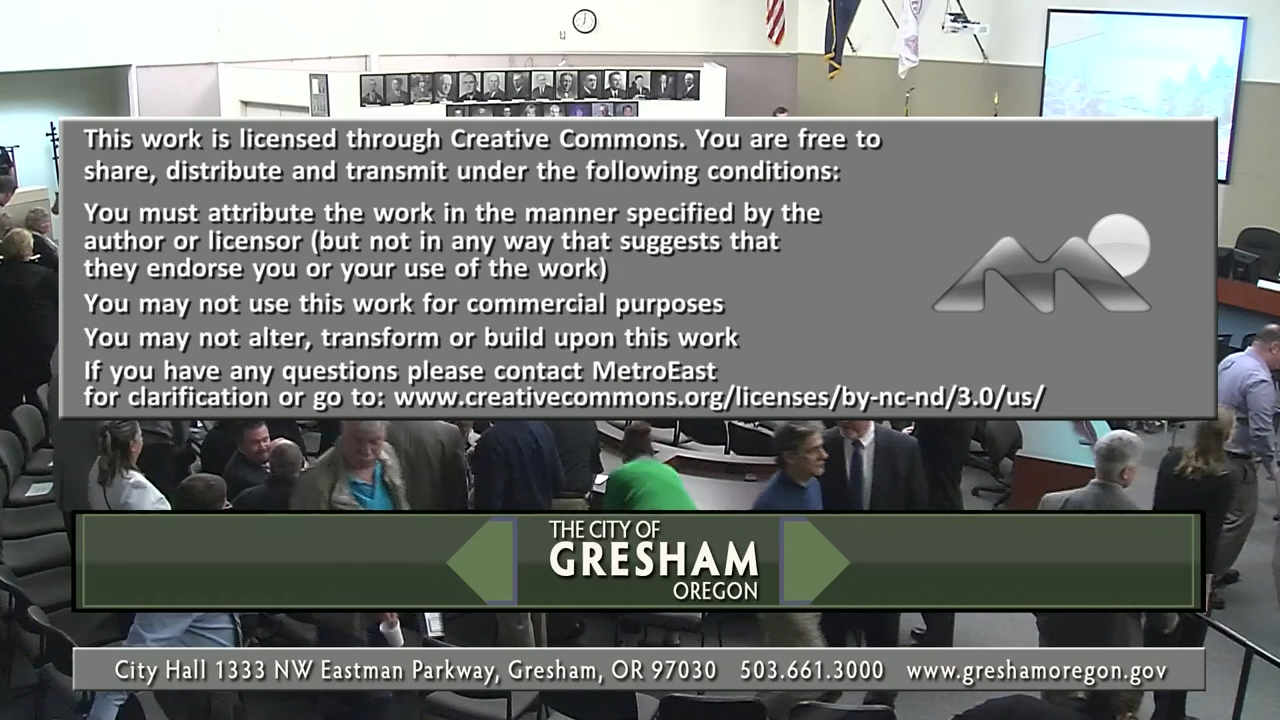 This work is licensed through Creative Commons. You are free to
share, distribute and transmit under the following conditions:
You must attribute the work in the manner specified by the
author or licensor (but not in any way that suggests that
they endorse you or your use of the work)
You may not use this work for commercial purposes
You may not alter, transform or build upon this work
If you have any questions please contact MetroEast
for clarification or go to: www.creativecommons.org/licenses/by-nc-nd/3.0/us/
THE CITY OF
GRESHAM
OREGON
City Hall 1333 NW Eastman Parkway, Gresham, OR 97030 503.661.3000 www.greshamoregon.gov